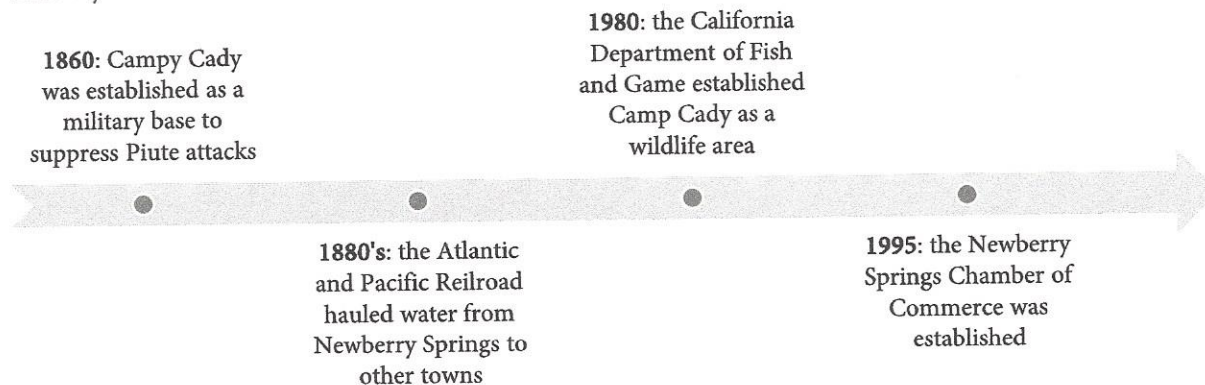 1860: Campy Cady
was established as a
military base to
suppress Piute attacks
1880's: the Atlantic
and Pacific Reilroad
hauled water from
Newberry Springs to
other towns
1980: the California
Department of Fish
and Game established
Camp Cady as a
wildlife area
1995: the Newberry
Springs Chamber of
Commerce was
established